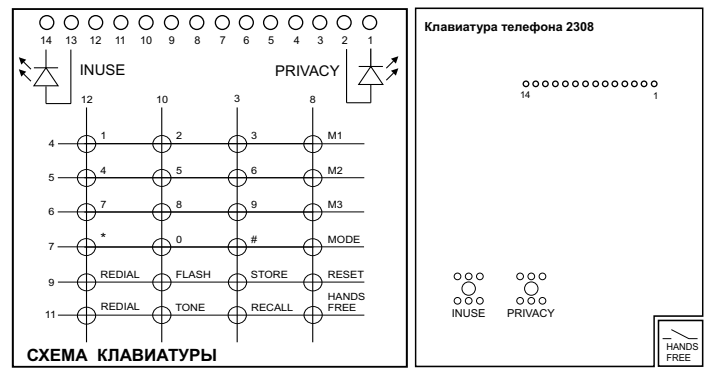 14 13 12 11 10 9 8 7 6 5 4 3 2 1
INUSE PRIVACY
12 10 3 8
4 1 2 3 M1
5 4 5 6 M2
6 7 8 9 M3
7 * 0 # MODE
9 REDIAL FLASH STORE RESET
11 REDIAL TONE RECALL HANDS
FREE
СХЕМА КЛАВИАТУРЫ
Клавиатура телефона 2308
14 1
INUSE PRIVACY
HANDS
FREE